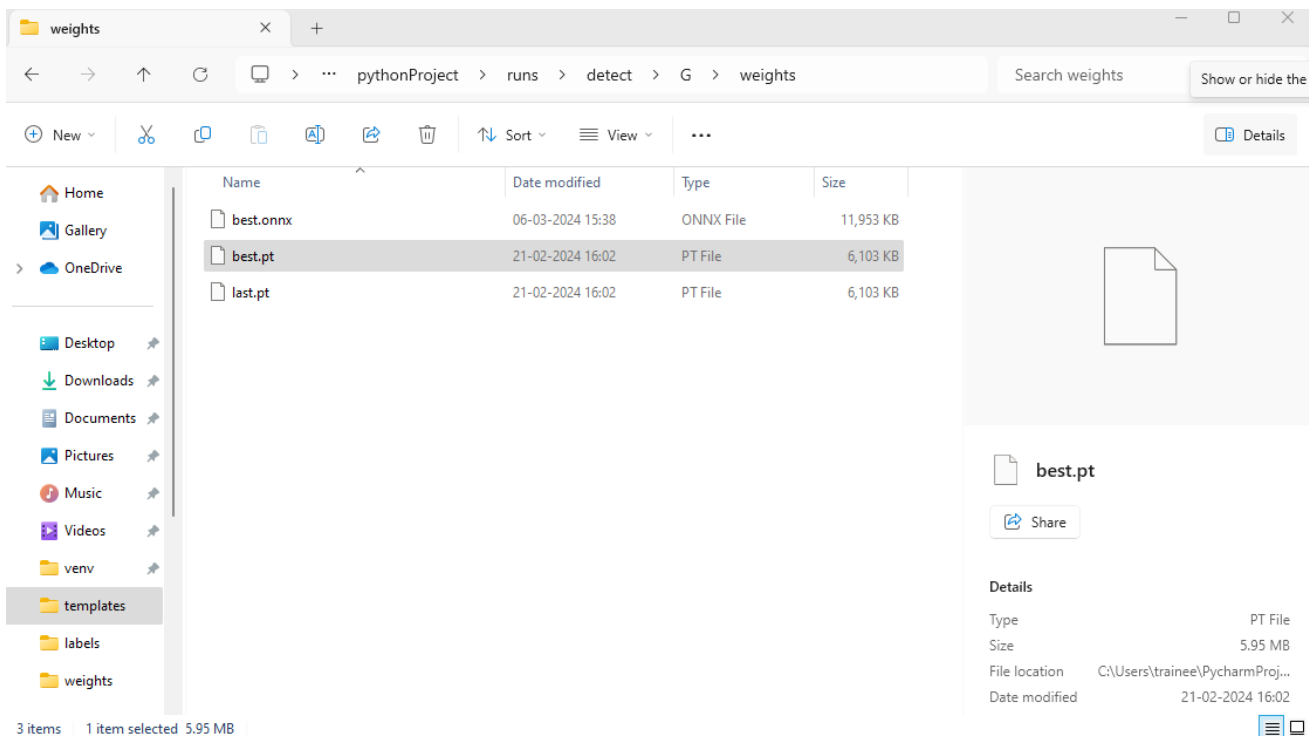 weights
pythonProject > runs > detect > G > weights
Search weights
Show or hide the
New
Sort
View
Details
Home
Gallery
OneDrive
Desktop
Downloads
Documents
Pictures
Music
Videos
venv
templates
labels
weights
Name Date modified Type Size
best.onnx 06-03-2024 15:38 ONNX File 11,953 KB
best.pt 21-02-2024 16:02 PT File 6,103 KB
last.pt 21-02-2024 16:02 PT File 6,103 KB
best.pt
Share
Details
Type PT File
Size 5.95 MB
File location C:\Users\trainee\PycharmProj...
Date modified 21-02-2024 16:02
3 items 1 item selected 5.95 MB